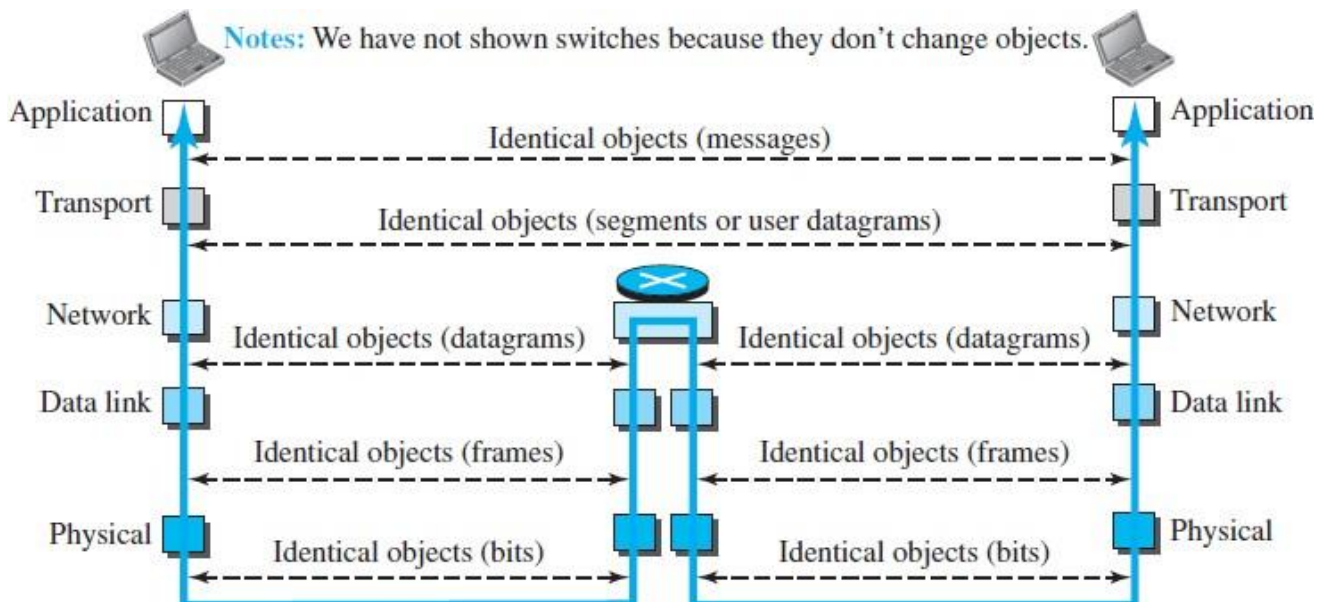 Notes: We have not shown switches because they don't change objects.
Application
Application
Identical objects (messages)
Transport
Transport
Identical objects (segments or user datagrams)
Network
Network
Identical objects (datagrams)
Identical objects (datagrams)
Data link
Data link
Identical objects (frames)
Identical objects (frames)
Physical
Physical
Identical objects (bits)
Identical objects (bits)